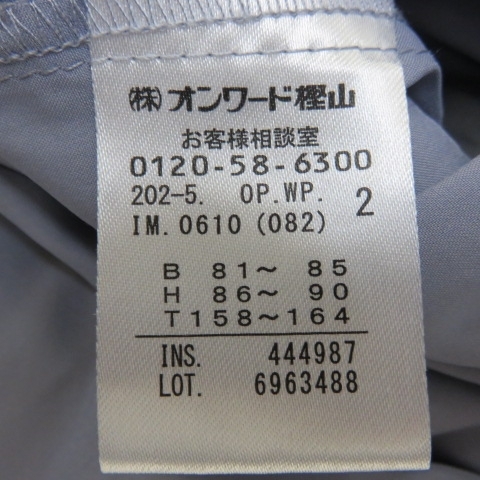 ㈱オンワード樫山
お客様相談室
0120-58-6300
202-5. OP.WP. 2
IM.0610(082)
B 81～ 85
H 86～ 90
T158～164
INS. 444987
LOT. 6963488